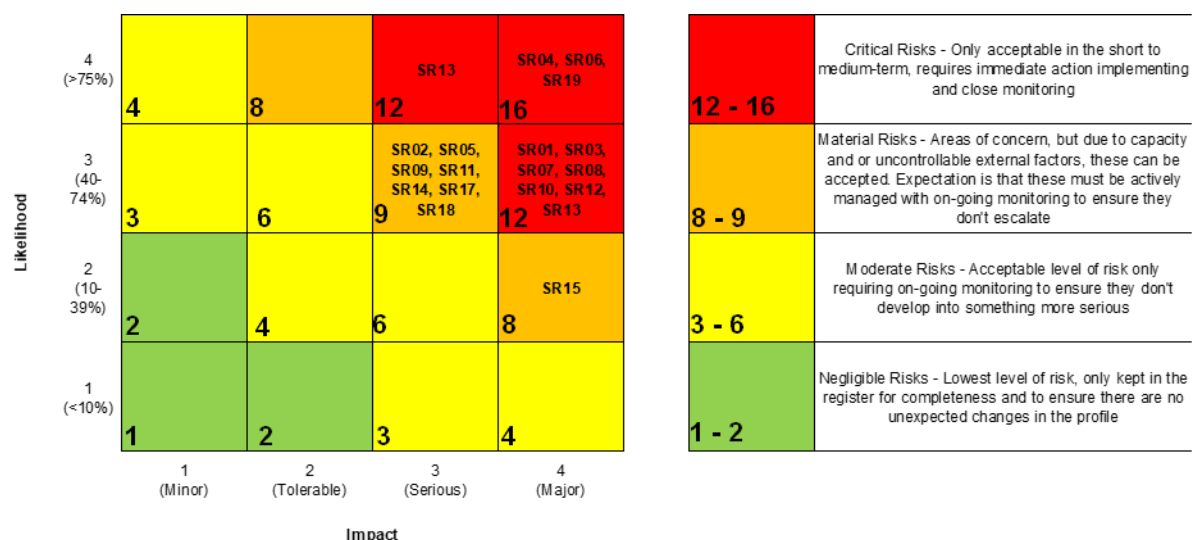 Likelihood
4
(>75%)
4
8
SR13
12
SR04, SR06,
SR19
16
3
(40-
74%)
3
6
SR02, SR05,
SR09, SR11,
SR14, SR17,
SR18
9
SR01, SR03,
SR07, SR08,
SR10, SR12,
SR13
12
2
(10-
39%)
2
4
6
SR15
8
1
(<10%)
1
2
3
4
1
(Minor)
2
(Tolerable)
3
(Serious)
4
(Major)
Impact
12 - 16
Critical Risks - Only acceptable in the short to
medium-term, requires immediate action implementing
and close monitoring
8 - 9
Material Risks - Areas of concern, but due to capacity
and or uncontrollable external factors, these can be
accepted. Expectation is that these must be actively
managed with on-going monitoring to ensure they
don't escalate
3 - 6
Moderate Risks - Acceptable level of risk only
requiring on-going monitoring to ensure they don't
develop into something more serious
1 - 2
Negligible Risks - Lowest level of risk, only kept in the
register for completeness and to ensure there are no
unexpected changes in the profile